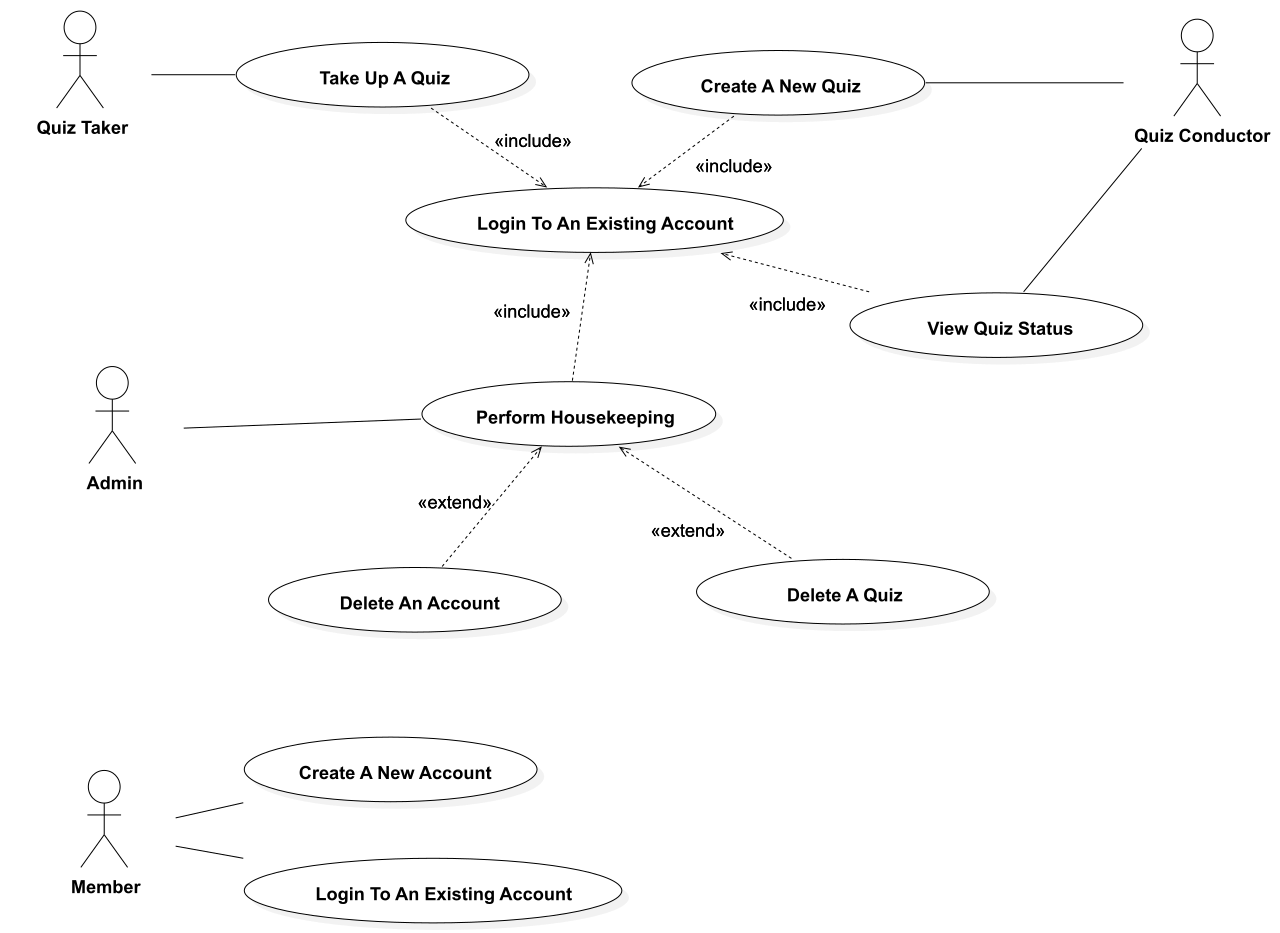 Take Up A Quiz
Create A New Quiz
Quiz Taker
Quiz Conductor
«include»
«include»
Login To An Existing Account
«include»
«include»
View Quiz Status
Perform Housekeeping
Admin
«extend»
«extend»
Delete An Account
Delete A Quiz
Create A New Account
Member
Login To An Existing Account